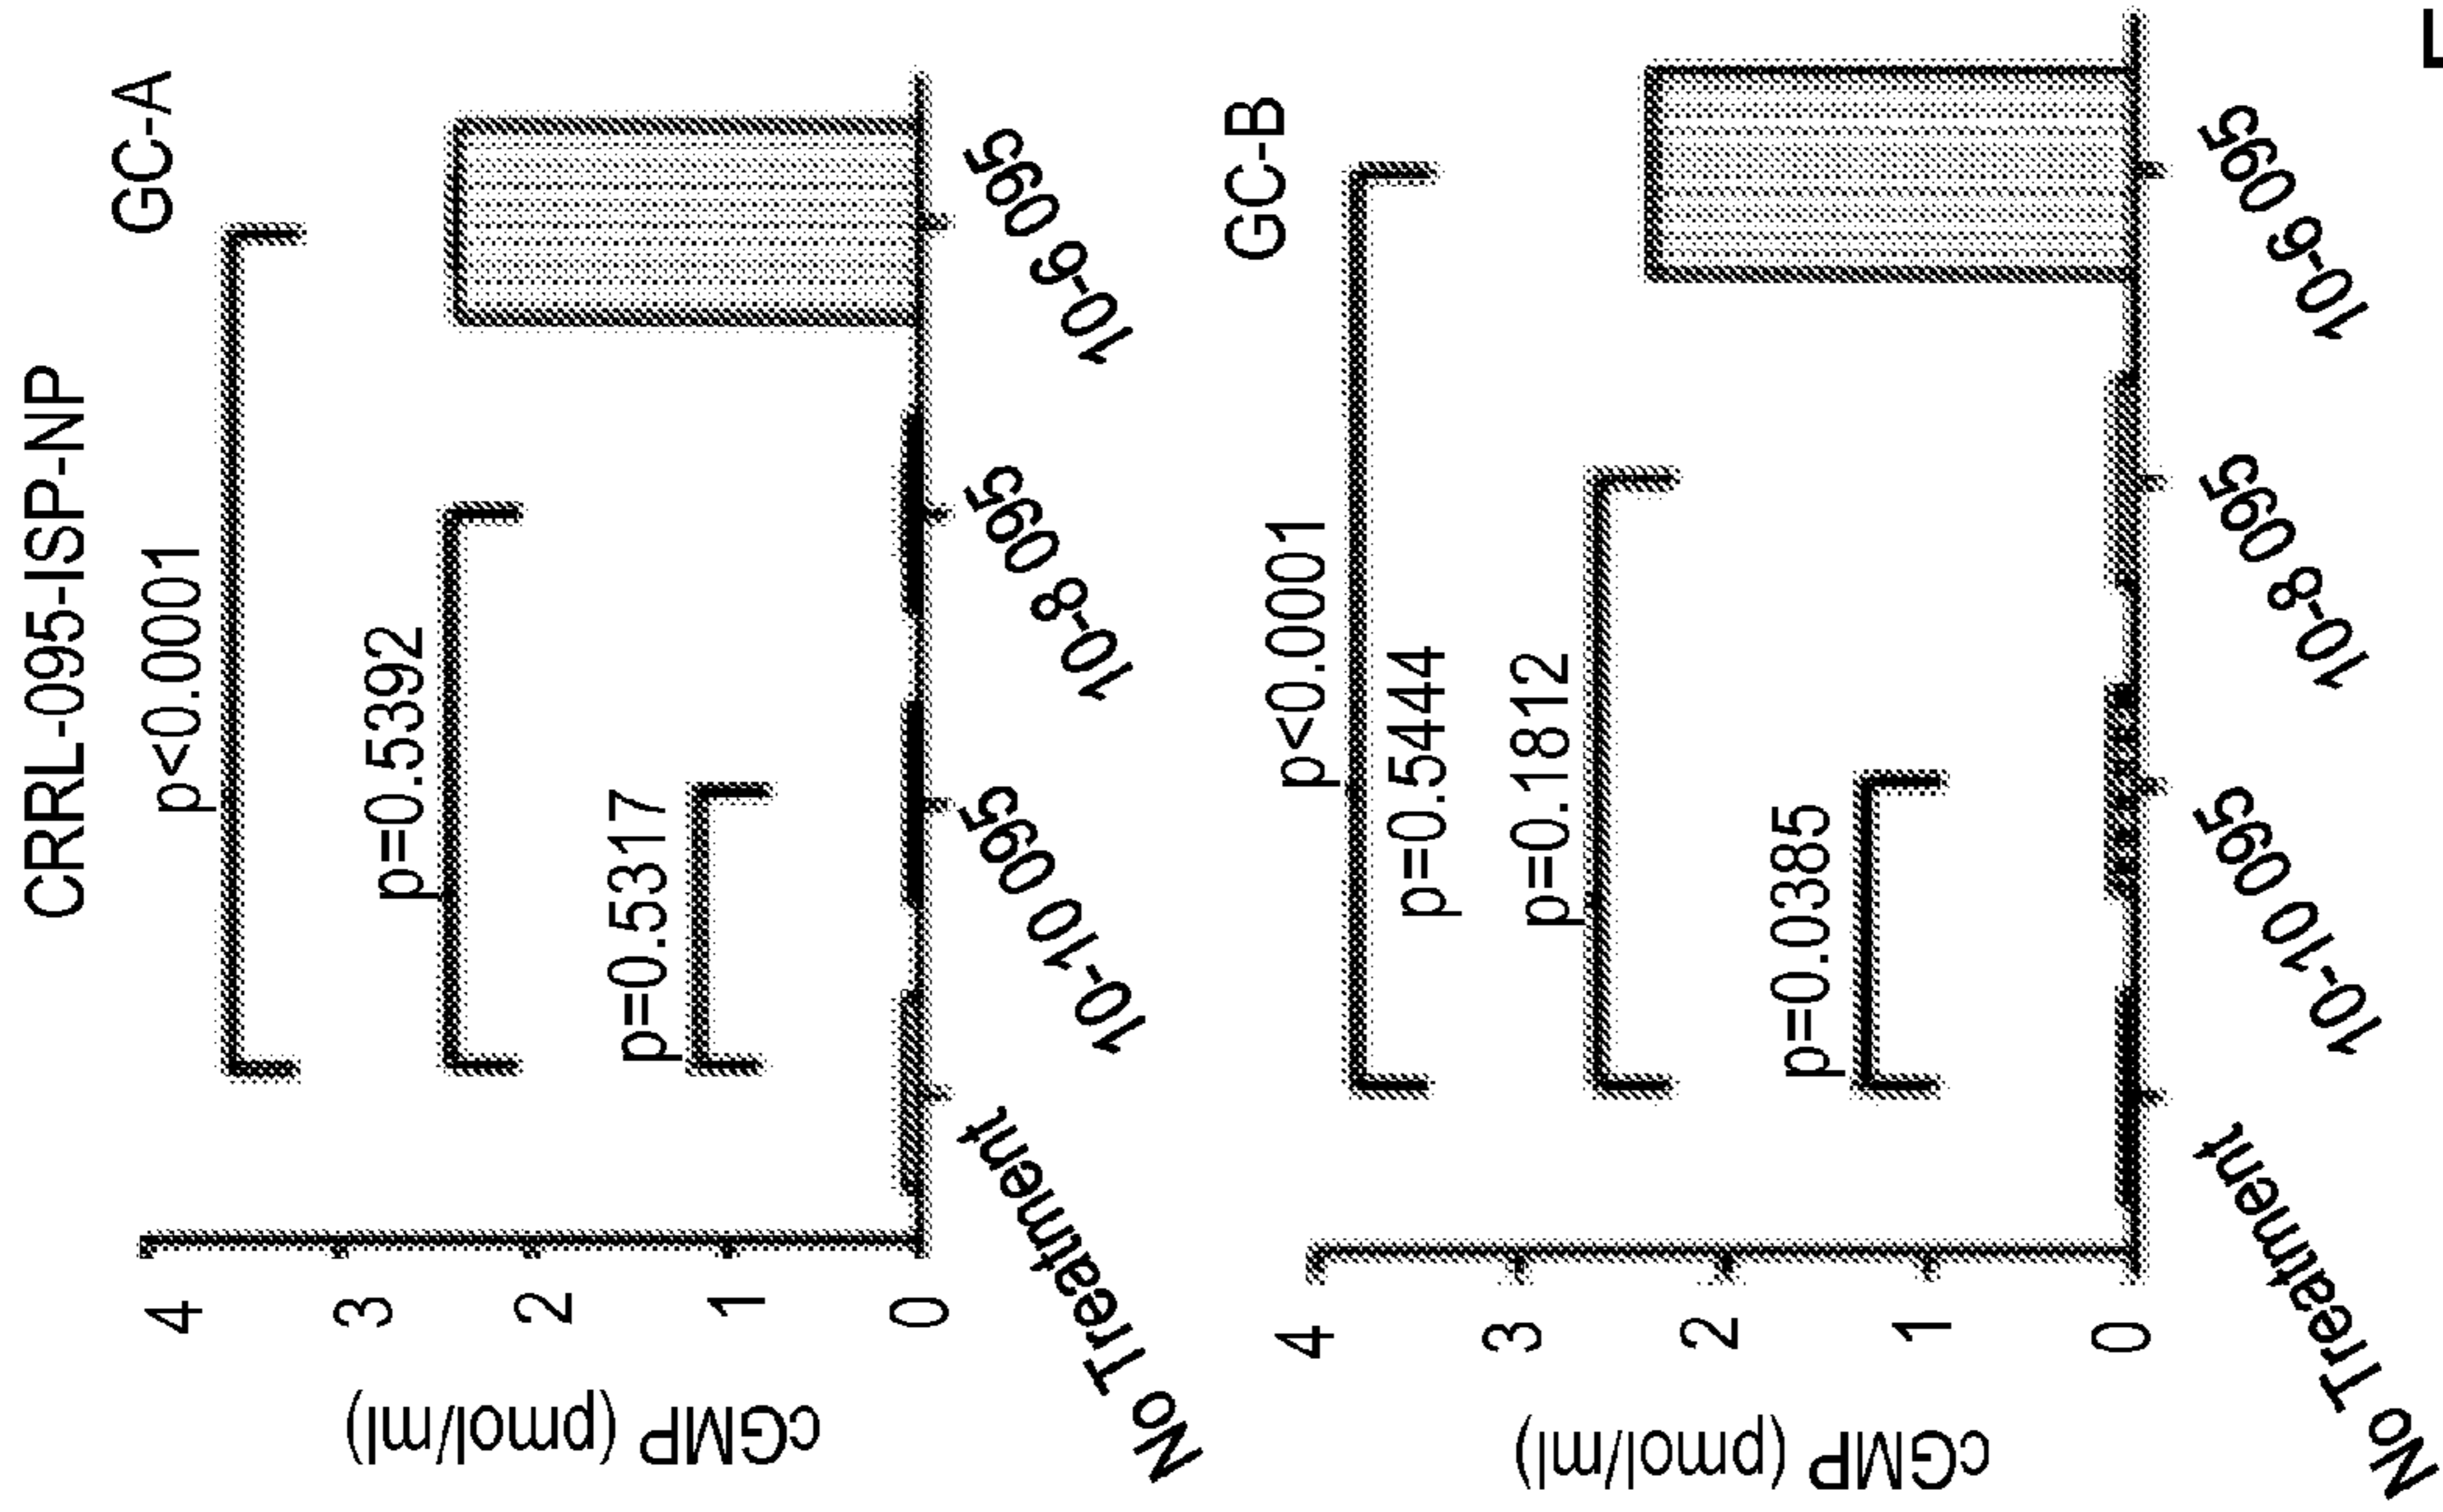 CRRL-095-ISP-NP
GC-A
p<0.0001
p=0.5392
p=0.5317
cGMP (pmol/ml)
4
3
2
1
0
No Treatment
10-10 095
10-8 095
10-6 095
GC-B
p<0.0001
p=0.5444
p=0.1812
p=0.0385
cGMP (pmol/ml)
4
3
2
1
0
No Treatment
10-10 095
10-8 095
10-6 095